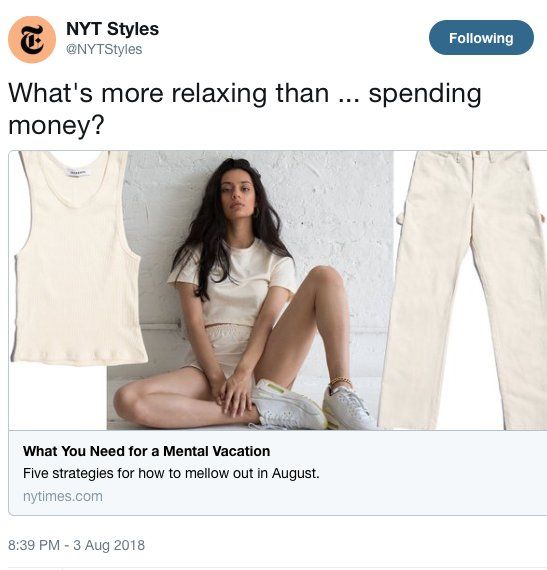 NYT Styles
@NYTStyles
Following
What's more relaxing than ... spending
money?
What You Need for a Mental Vacation
Five strategies for how to mellow out in August.
nytimes.com
8:39 PM - 3 Aug 2018